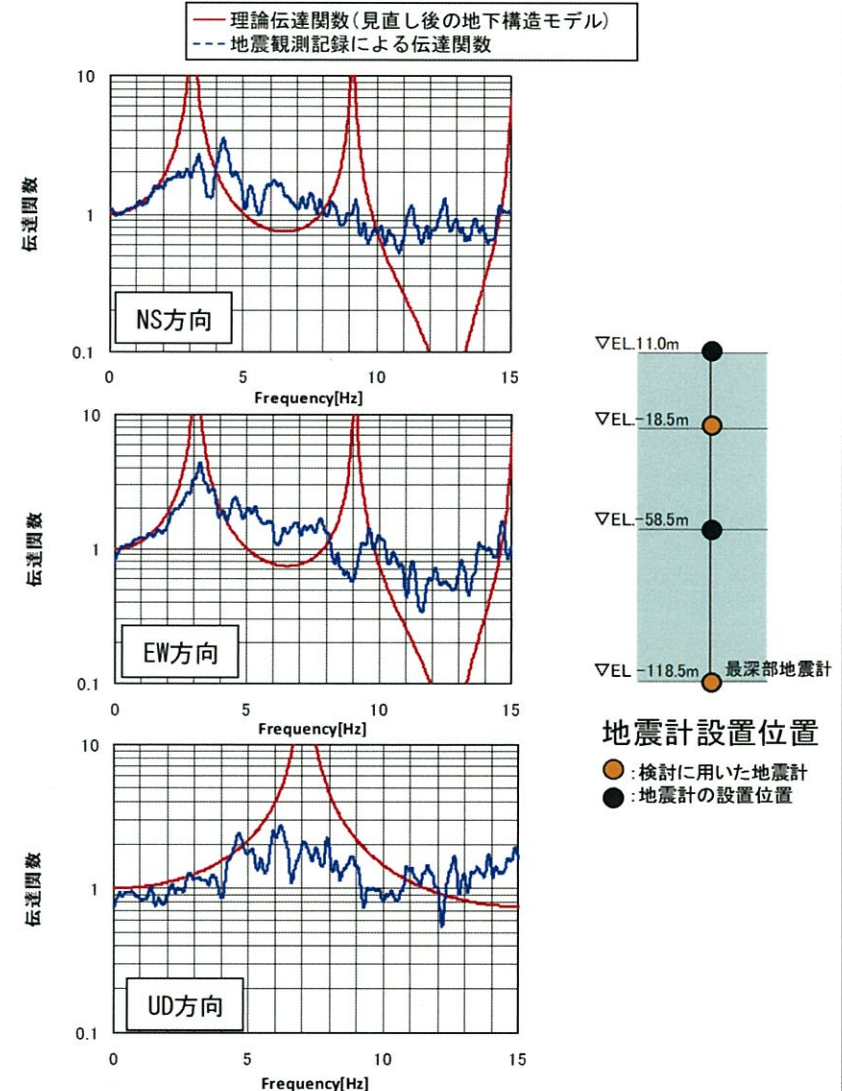 理論伝達関数(見直し後の地下構造モデル)
地震観測記録による伝達関数
10
1
0.1
伝達関数
NS方向
0 5 10 15
Frequency[Hz]
10
1
0.1
伝達関数
EW方向
0 5 10 15
Frequency[Hz]
10
1
0.1
伝達関数
UD方向
0 5 10 15
Frequency[Hz]
▽EL.11.0m
▽EL.-18.5m
▽EL.-58.5m
▽EL -118.5m 最深部地震計
地震計設置位置
:検討に用いた地震計
:地震計の設置位置